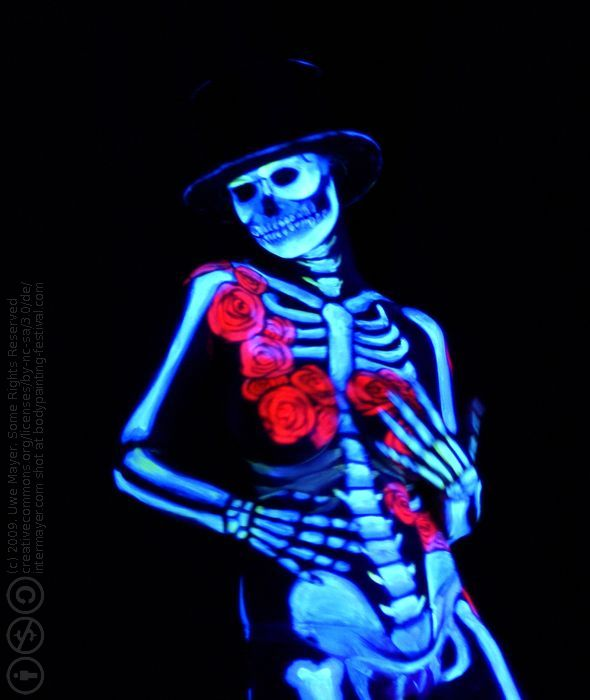 (c) 2009, Uwe Mayer, Some Rights Reserved
creativecommons.org/licenses/by-nc-sa/3.0/de/
intermayer.com shot at bodypainting-festival.com